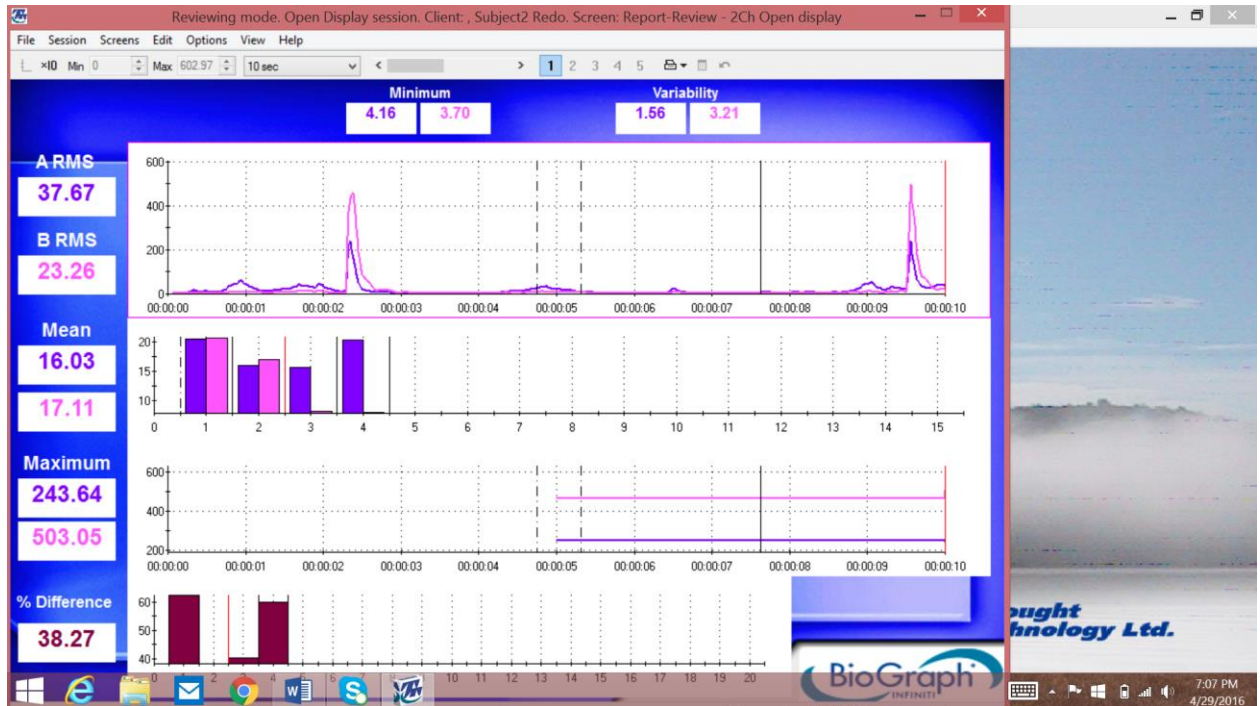 Reviewing mode. Open Display session. Client: , Subject2 Redo. Screen: Report-Review - 2Ch Open display
File Session Screens Edit Options View Help
×10 Min 0 Max 602.97 10 sec 1 2 3 4 5
Minimum Variability
4.16 3.70 1.56 3.21
A RMS
37.67
B RMS
23.26
600
400
200
0
00:00:00 00:00:01 00:00:02 00:00:03 00:00:04 00:00:05 00:00:06 00:00:07 00:00:08 00:00:09 00:00:10
Mean
16.03
17.11
20
15
10
0 1 2 3 4 5 6 7 8 9 10 11 12 13 14 15
Maximum
243.64
503.05
600
400
200
00:00:00 00:00:01 00:00:02 00:00:03 00:00:04 00:00:05 00:00:06 00:00:07 00:00:08 00:00:09 00:00:10
% Difference
38.27
60
50
40
0 2 4 6 8 10 11 12 13 14 15 16 17 18 19 20
BioGraph
INFINITI
ought
hnology Ltd.
7:07 PM
4/29/2016